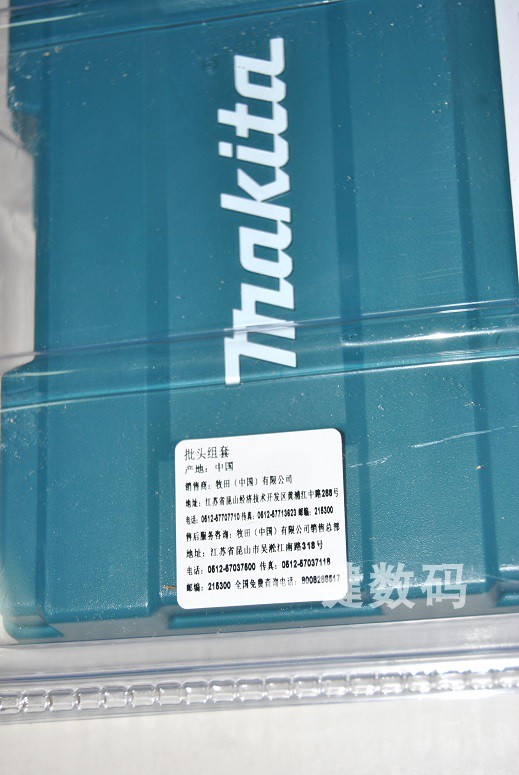 makita
批头组套
产地：中国
销售商：牧田（中国）有限公司
地址：江苏省昆山经济技术开发区黄浦江中路288号
电话：0512-57707710 传真：0512-57713923 邮编：215300
售后服务咨询：牧田（中国）有限公司销售总部
地址：江苏省昆山市吴淞江南路318号
电话：0512-57037500 传真：0512-57037118
邮编：215300 全国免费咨询电话：
键数码